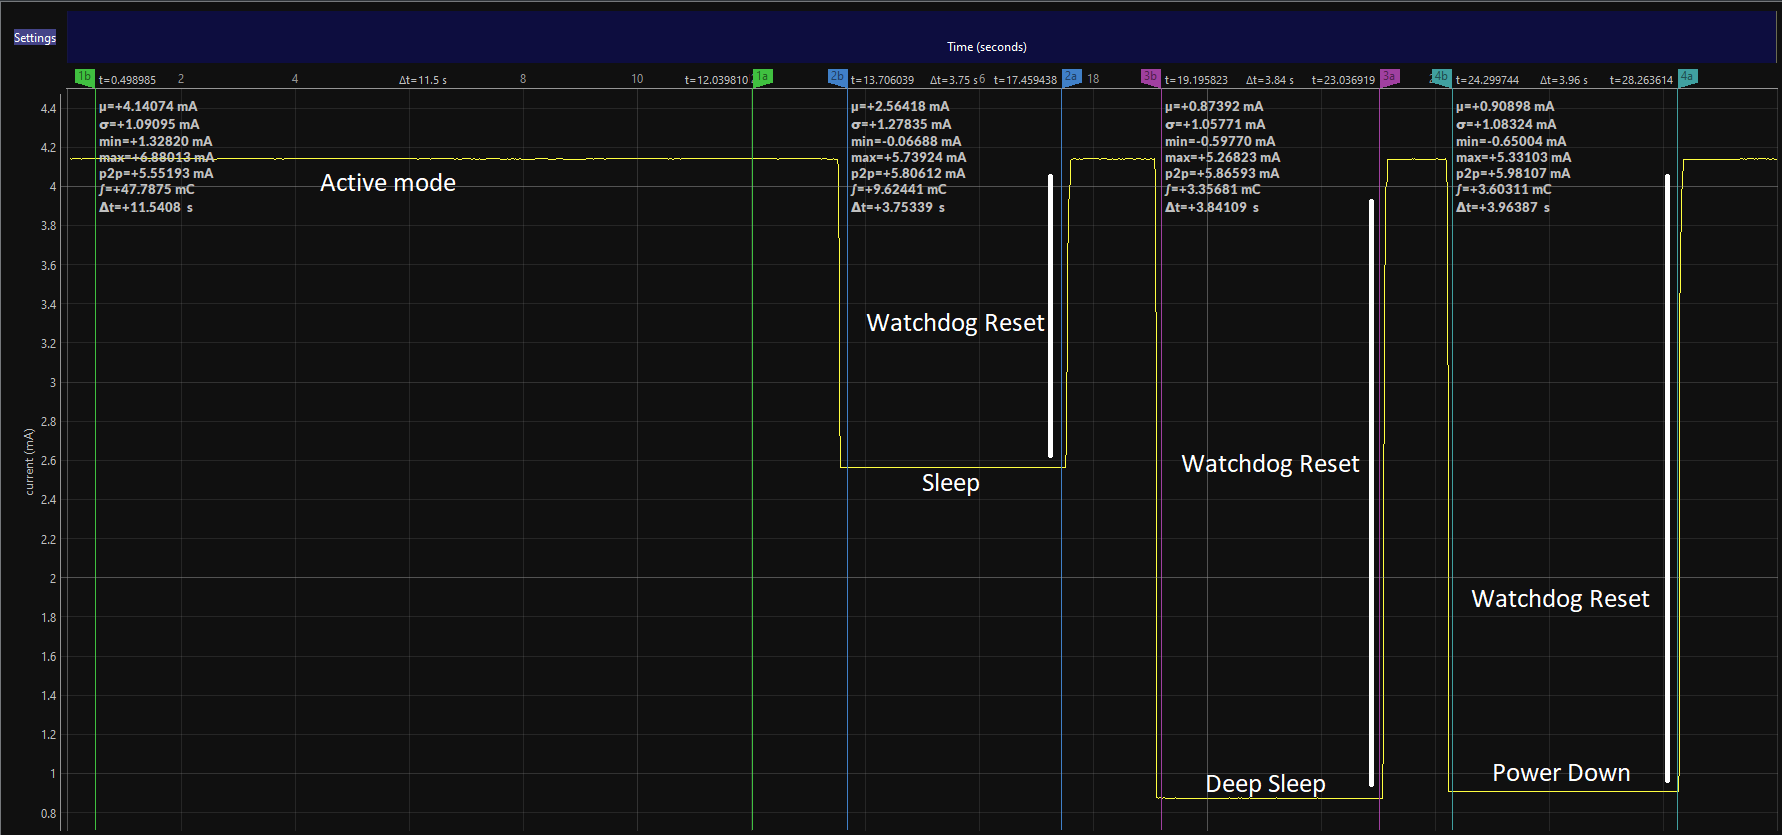 Settings
Time (seconds)
1b t=0.498985 2 4 Δt=11.5 s 8 10 t=12.039810 1a 2b t=13.706039 Δt=3.75 s 6 t=17.459438 2a 18 3b t=19.195823 Δt=3.84 s t=23.036919 3a 2 4b t=24.299744 Δt=3.96 s t=28.263614 4a
µ=+4.14074 mA
σ=+1.09095 mA
min=+1.32820 mA
max=+6.88013 mA
p2p=+5.55193 mA
∫=+47.7875 mC
Δt=+11.5408 s
µ=+2.56418 mA
σ=+1.27835 mA
min=-0.06688 mA
max=+5.73924 mA
p2p=+5.80612 mA
∫=+9.62441 mC
Δt=+3.75339 s
µ=+0.87392 mA
σ=+1.05771 mA
min=-0.59770 mA
max=+5.26823 mA
p2p=+5.86593 mA
∫=+3.35681 mC
Δt=+3.84109 s
µ=+0.90898 mA
σ=+1.08324 mA
min=-0.65004 mA
max=+5.33103 mA
p2p=+5.98107 mA
∫=+3.60311 mC
Δt=+3.96387 s
4.4
4.2
4
3.8
3.6
3.4
3.2
3
2.8
2.6
2.4
2.2
2
1.8
1.6
1.4
1.2
1
0.8
current (mA)
Active mode
Watchdog Reset
Sleep
Watchdog Reset
Deep Sleep
Watchdog Reset
Power Down